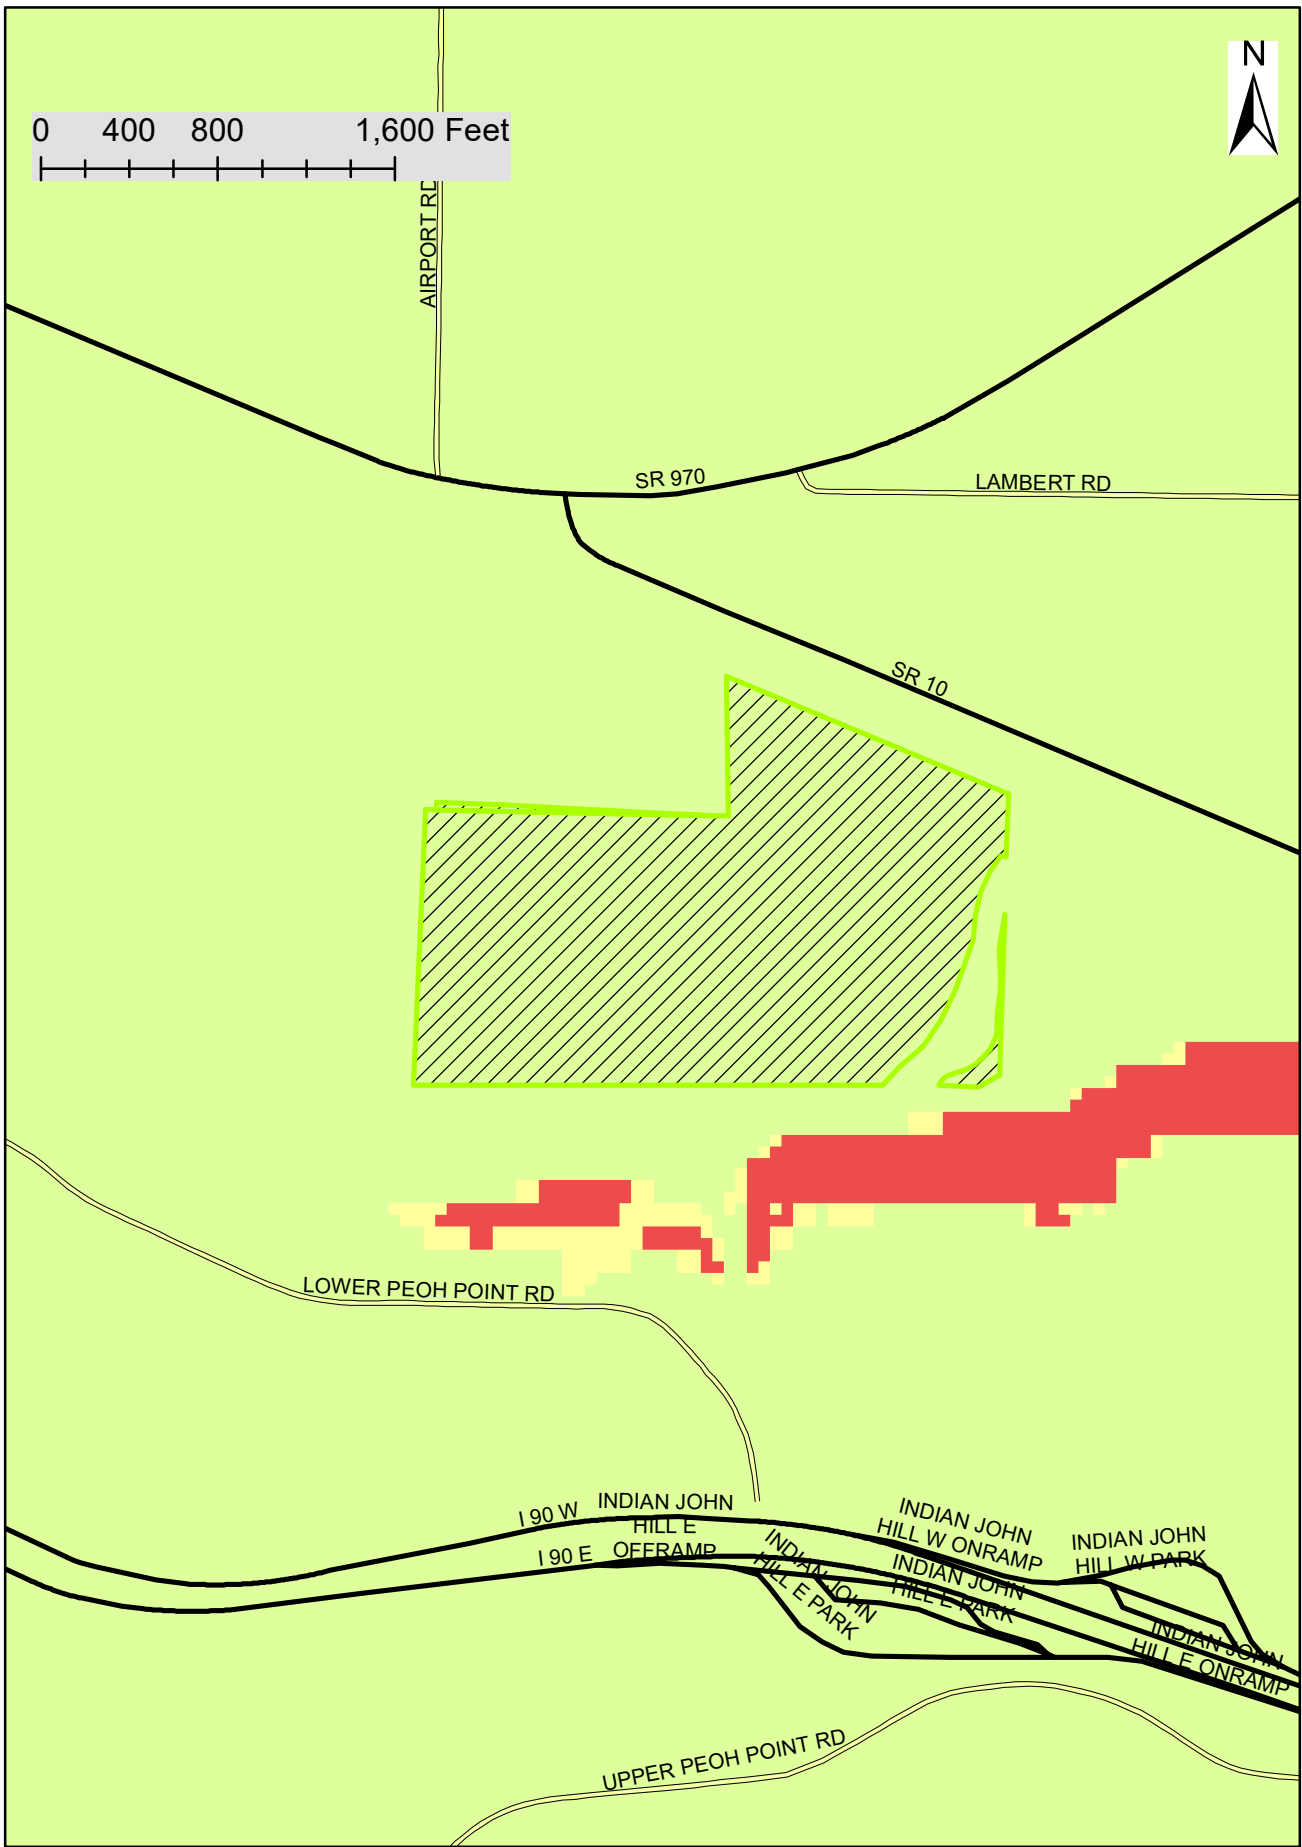 N
0 400 800 1,600 Feet
AIRPORT RD
SR 970
LAMBERT RD
SR 10
LOWER PEOH POINT RD
I 90 W
INDIAN JOHN
HILL E
OFFRAMP
I 90 E
INDIAN JOHN
HILL W ONRAMP
INDIAN JOHN
HILL W PARK
INDIAN JOHN
HILL E PARK
INDIAN JOHN
HILL E PARK
INDIAN JOHN
HILL E ONRAMP
UPPER PEOH POINT RD